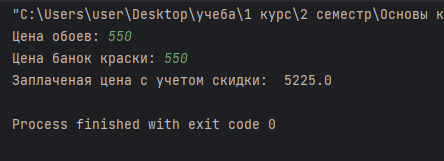 "C:\Users\user\Desktop\учеба\1 курс\2 семестр\Основы к
Цена обоев: 550
Цена банок краски: 550
Заплаченая цена с учетом скидки:  5225.0
Process finished with exit code 0